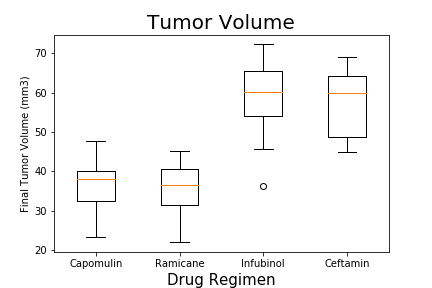 Tumor Volume
Final Tumor Volume (mm3)
70
60
50
40
30
20
Capomulin Ramicane Infubinol Ceftamin
Drug Regimen